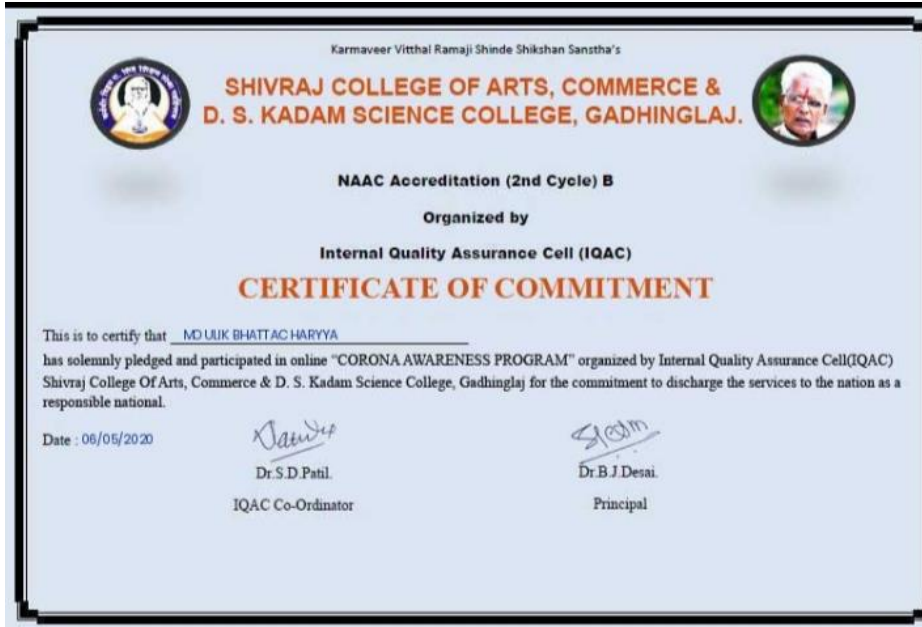 Karmaveer Vitthal Ramaji Shinde Shikshan Sanstha's
SHIVRAJ COLLEGE OF ARTS, COMMERCE &
D. S. KADAM SCIENCE COLLEGE, GADHINGLAJ.
NAAC Accreditation (2nd Cycle) B
Organized by
Internal Quality Assurance Cell (IQAC)
CERTIFICATE OF COMMITMENT
This is to certify that MOULIK BHATTACHARYYA
has solemnly pledged and participated in online "CORONA AWARENESS PROGRAM" organized by Internal Quality Assurance Cell(IQAC)
Shivraj College Of Arts, Commerce & D. S. Kadam Science College, Gadhinglaj for the commitment to discharge the services to the nation as a
responsible national.
Date : 06/05/2020
Dr.S.D.Patil. Dr.B.J.Desai.
IQAC Co-Ordinator Principal